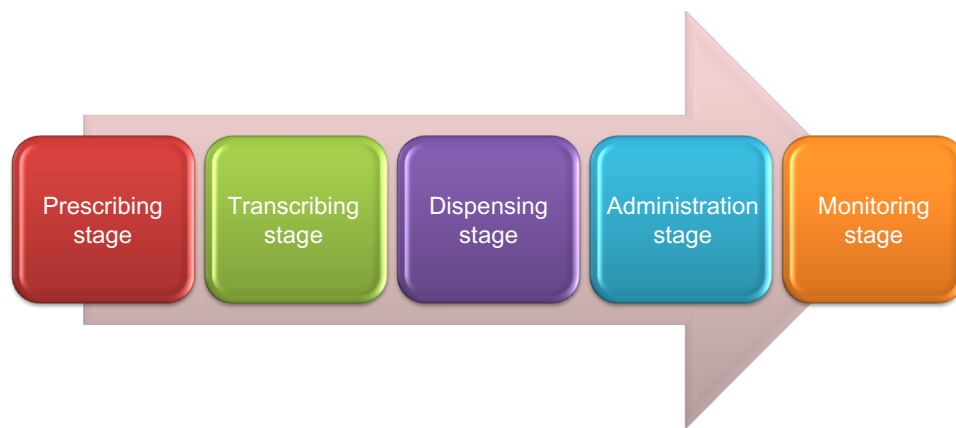 Prescribing
stage
Transcribing
stage
Dispensing
stage
Administration
stage
Monitoring
stage